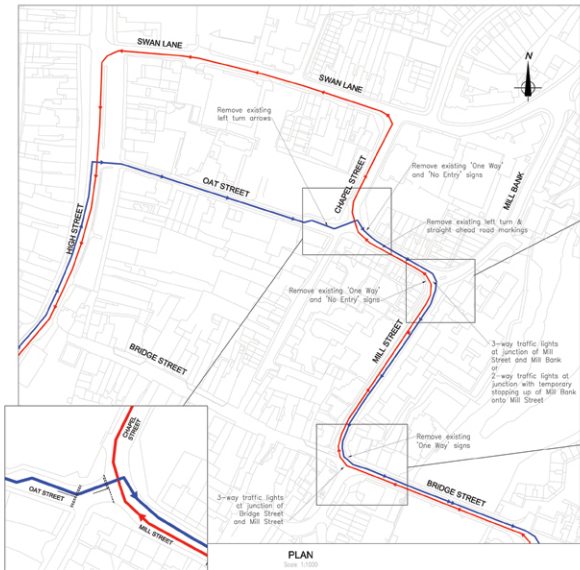 SWAN LANE
SWAN LANE
N
Remove existing
left turn arrows
Remove existing 'One Way'
and 'No Entry' signs
OAT STREET
CHAPEL STREET
MILL BANK
HIGH STREET
Remove existing left turn &
straight ahead road markings
Remove existing 'One Way'
and 'No Entry' signs
BRIDGE STREET
MILL STREET
3-way traffic lights
at junction of Mill
Street and Mill Bank
or
2-way traffic lights at
junction with temporary
stopping up of Mill Bank
onto Mill Street
Remove existing
'One Way' signs
BRIDGE STREET
3-way traffic lights
at junction of
Bridge Street
and Mill Street
CHAPEL
STREET
OAT STREET
MILL STREET
PLAN
Scale 1:1000